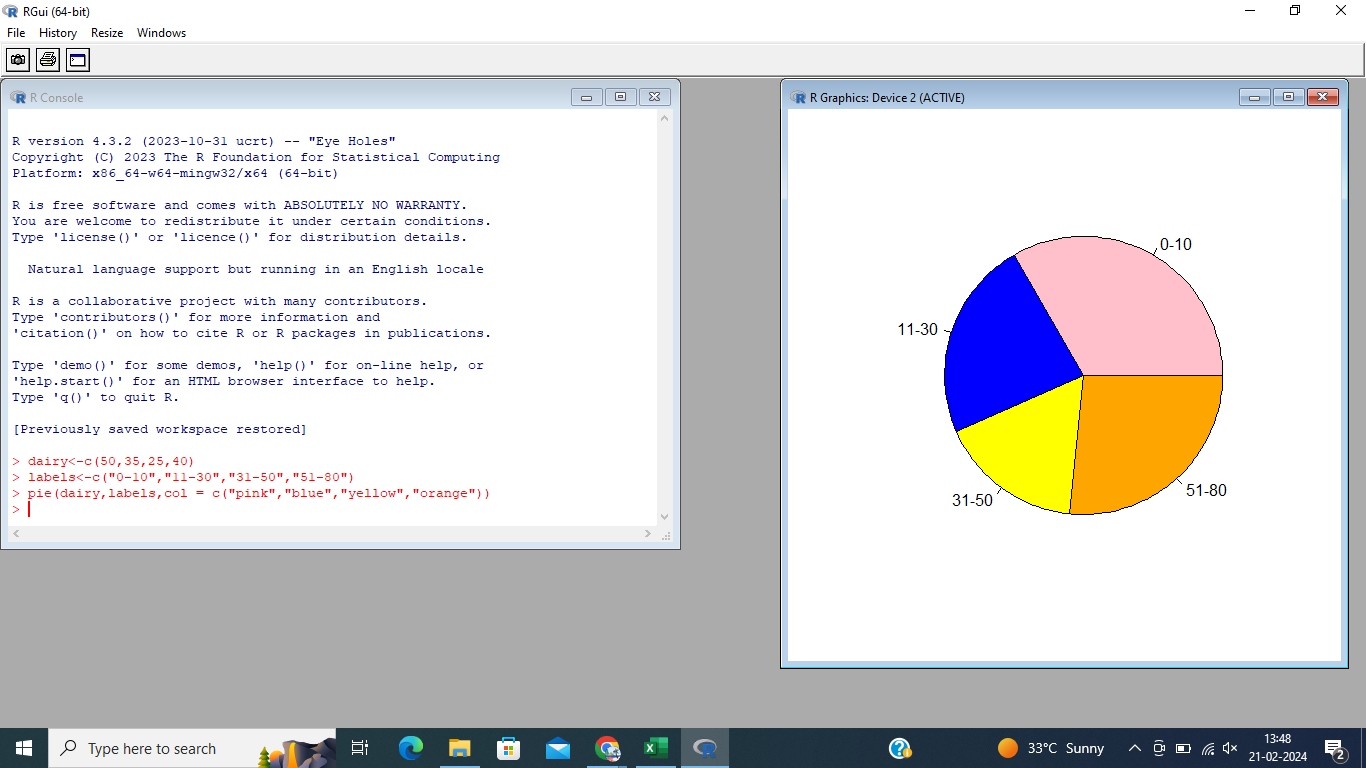 RGui (64-bit)
File History Resize Windows
R Console
R version 4.3.2 (2023-10-31 ucrt) -- "Eye Holes"
Copyright (C) 2023 The R Foundation for Statistical Computing
Platform: x86_64-w64-mingw32/x64 (64-bit)
R is free software and comes with ABSOLUTELY NO WARRANTY.
You are welcome to redistribute it under certain conditions.
Type 'license()' or 'licence()' for distribution details.
Natural language support but running in an English locale
R is a collaborative project with many contributors.
Type 'contributors()' for more information and
'citation()' on how to cite R or R packages in publications.
Type 'demo()' for some demos, 'help()' for on-line help, or
'help.start()' for an HTML browser interface to help.
Type 'q()' to quit R.
[Previously saved workspace restored]
> dairy<-c(50,35,25,40)
> labels<-c("0-10","11-30","31-50","51-80")
> pie(dairy,labels,col = c("pink","blue","yellow","orange"))
>
R Graphics: Device 2 (ACTIVE)
0-10
11-30
31-50
51-80
Type here to search
33°C Sunny
13:48
21-02-2024
2